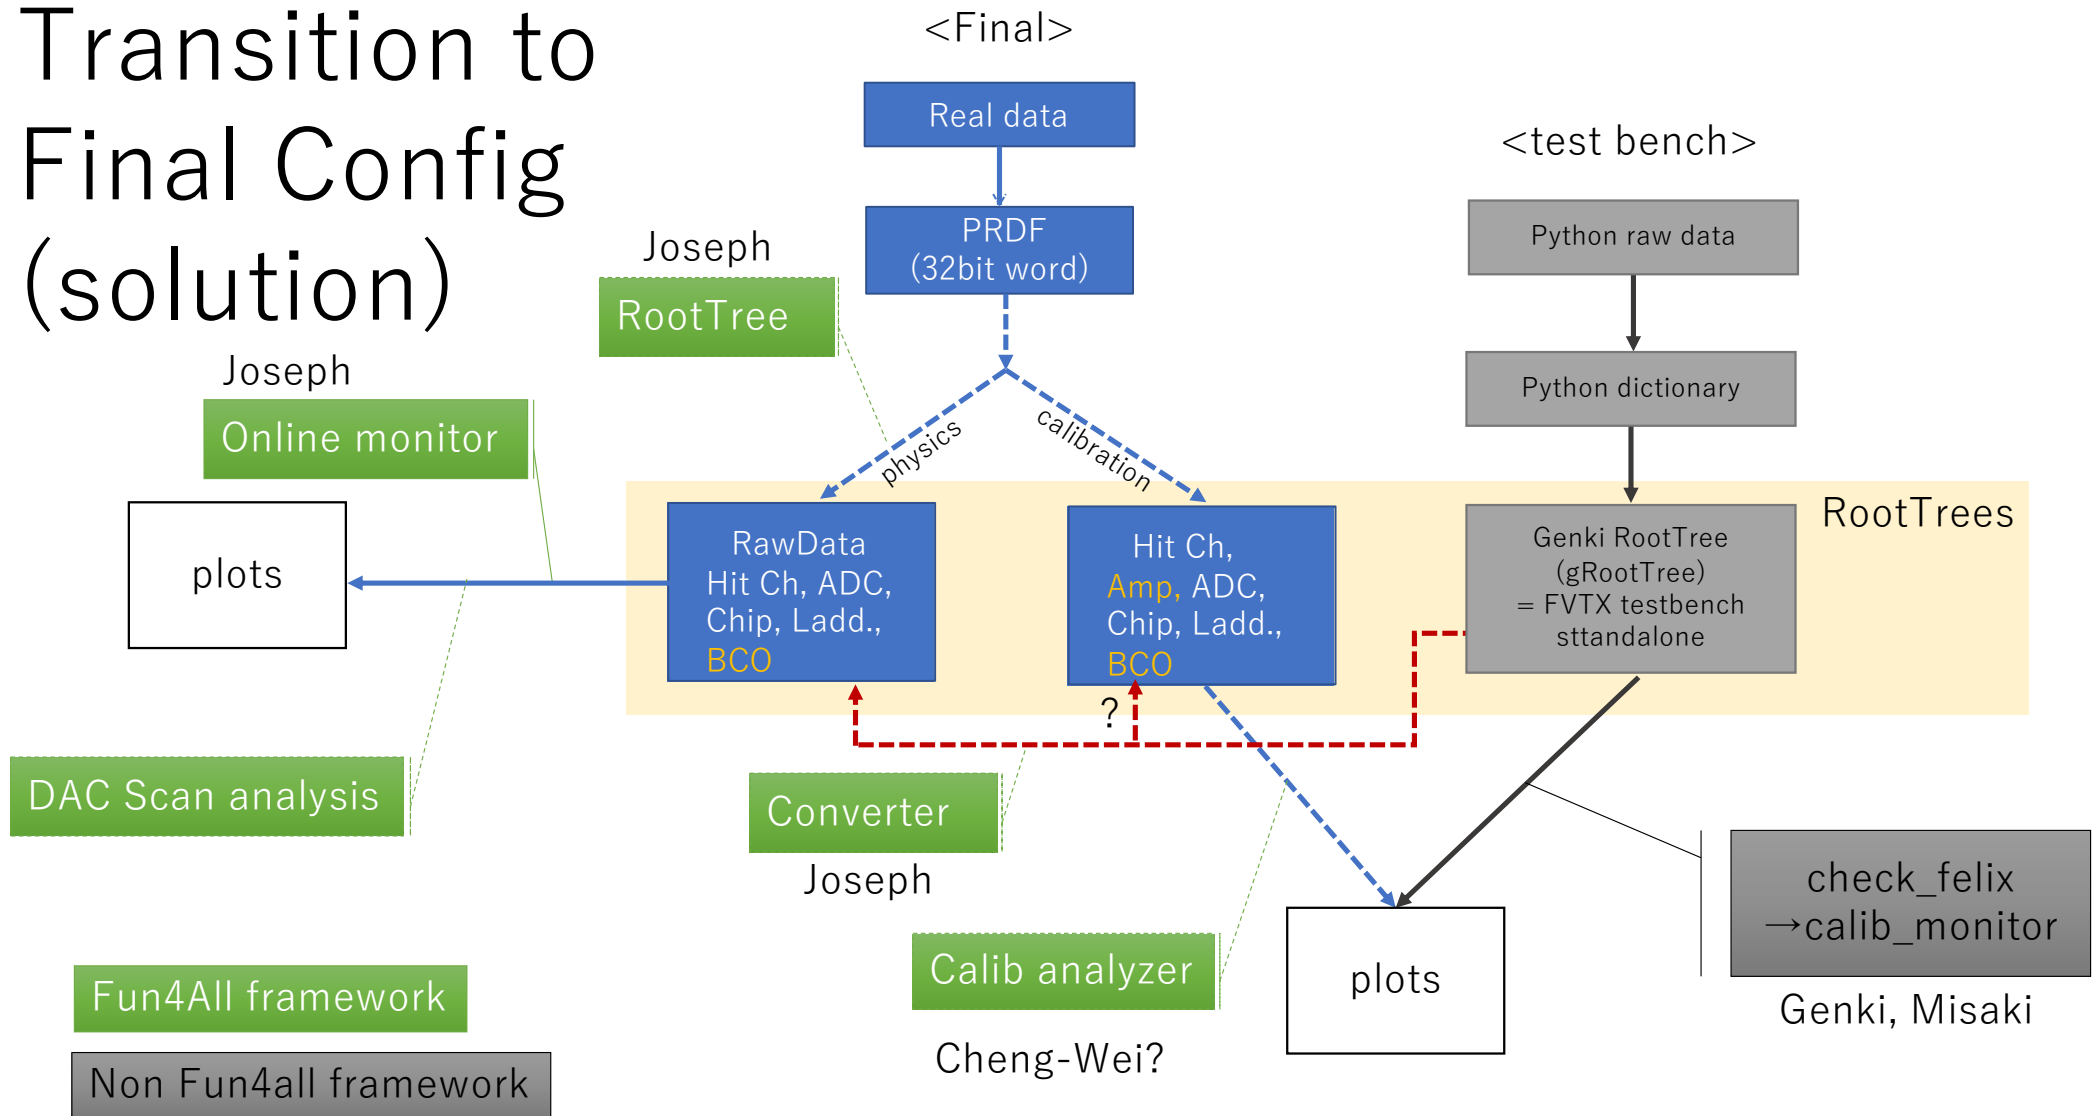 Transition to
Final Config
(solution)
<Final>
Real data
PRDF
(32bit word)
<test bench>
Python raw data
Python dictionary
Joseph
RootTree
Joseph
Online monitor
physics
calibration
RootTrees
plots
RawData
Hit Ch, ADC,
Chip, Ladd.,
BCO
Hit Ch,
Amp, ADC,
Chip, Ladd.,
BCO
Genki RootTree
(gRootTree)
= FVTX testbench
sttandalone
?
DAC Scan analysis
Converter
Joseph
Calib analyzer
Cheng-Wei?
plots
check_felix
→calib_monitor
Genki, Misaki
Fun4All framework
Non Fun4all framework